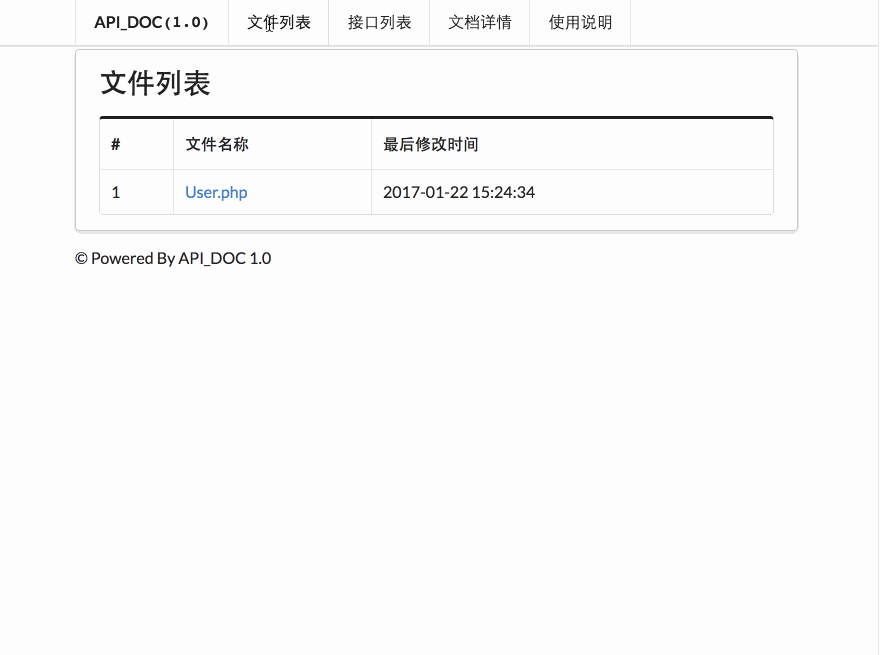 API_DOC(1.0) 文件列表 接口列表 文档详情 使用说明
文件列表
# 文件名称 最后修改时间
1 User.php 2017-01-22 15:24:34
© Powered By API_DOC 1.0